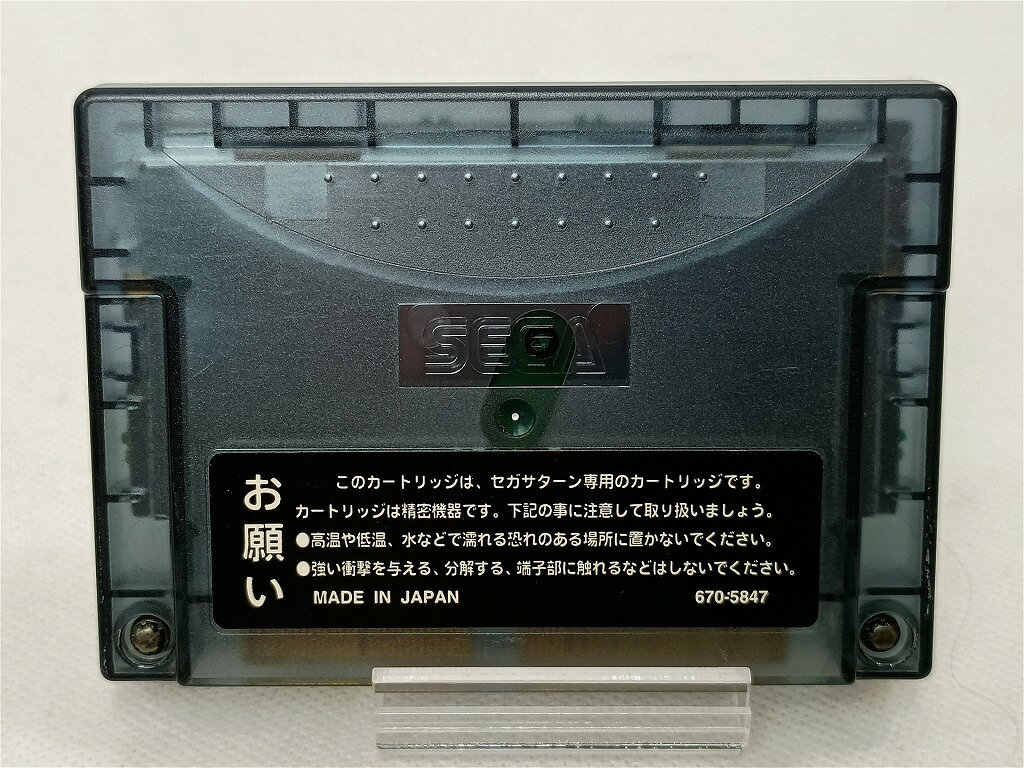 SEGA
お願い
このカートリッジは、セガサターン専用のカートリッジです。
カートリッジは精密機器です。下記の事に注意して取り扱いましょう。
●高温や低温、水などで濡れる恐れのある場所に置かないでください。
●強い衝撃を与える、分解する、端子部に触れるなどはしないでください。
MADE IN JAPAN 670-5847